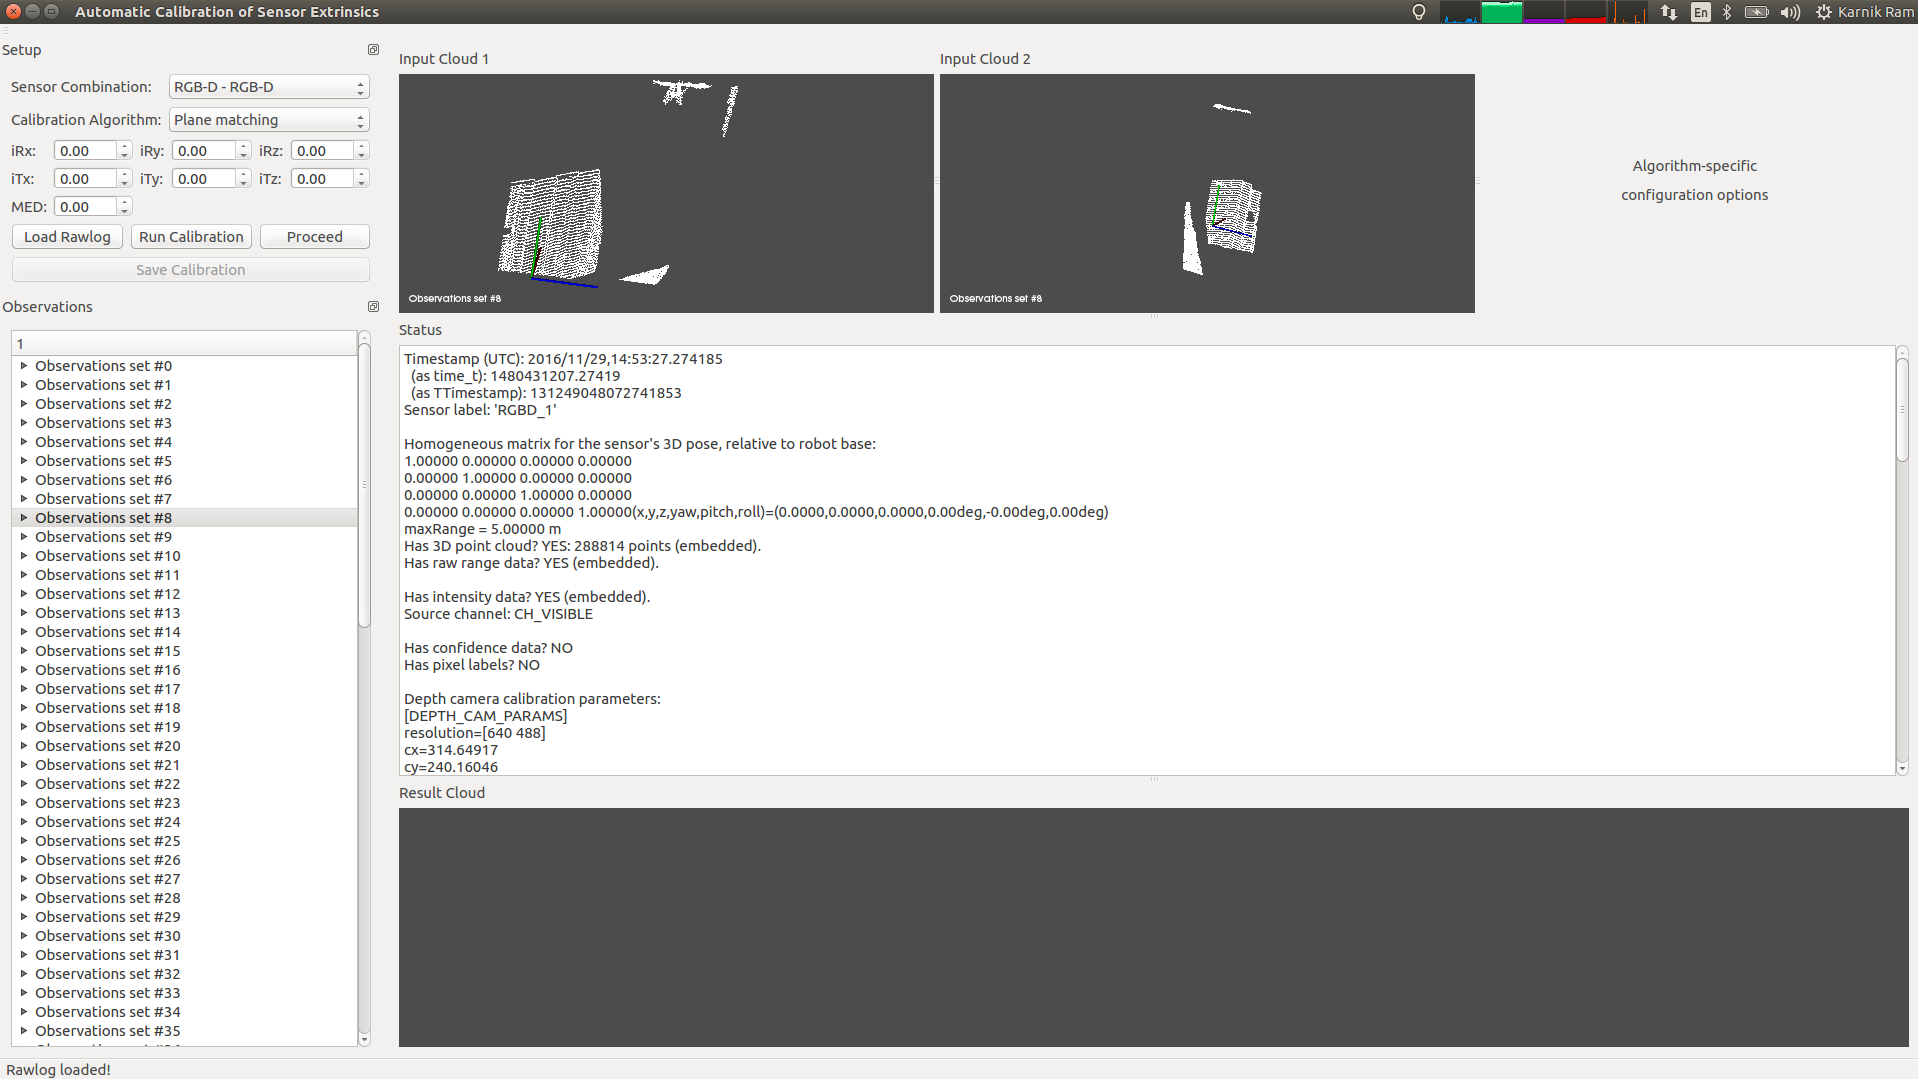 Automatic Calibration of Sensor Extrinsics
En
Karnik Ram
Setup
Sensor Combination: RGB-D - RGB-D
Calibration Algorithm: Plane matching
iRx: 0.00 iRy: 0.00 iRz: 0.00
iTx: 0.00 iTy: 0.00 iTz: 0.00
MED: 0.00
Load Rawlog Run Calibration Proceed
Save Calibration
Observations
1
Observations set #0
Observations set #1
Observations set #2
Observations set #3
Observations set #4
Observations set #5
Observations set #6
Observations set #7
Observations set #8
Observations set #9
Observations set #10
Observations set #11
Observations set #12
Observations set #13
Observations set #14
Observations set #15
Observations set #16
Observations set #17
Observations set #18
Observations set #19
Observations set #20
Observations set #21
Observations set #22
Observations set #23
Observations set #24
Observations set #25
Observations set #26
Observations set #27
Observations set #28
Observations set #29
Observations set #30
Observations set #31
Observations set #32
Observations set #33
Observations set #34
Observations set #35
Input Cloud 1
Observations set #8
Input Cloud 2
Observations set #8
Algorithm-specific
configuration options
Status
Timestamp (UTC): 2016/11/29,14:53:27.274185
(as time_t): 1480431207.27419
(as TTimestamp): 131249048072741853
Sensor label: 'RGBD_1'
Homogeneous matrix for the sensor's 3D pose, relative to robot base:
1.00000 0.00000 0.00000 0.00000
0.00000 1.00000 0.00000 0.00000
0.00000 0.00000 1.00000 0.00000
0.00000 0.00000 0.00000 1.00000(x,y,z,yaw,pitch,roll)=(0.0000,0.0000,0.0000,0.00deg,-0.00deg,0.00deg)
maxRange = 5.00000 m
Has 3D point cloud? YES: 288814 points (embedded).
Has raw range data? YES (embedded).
Has intensity data? YES (embedded).
Source channel: CH_VISIBLE
Has confidence data? NO
Has pixel labels? NO
Depth camera calibration parameters:
[DEPTH_CAM_PARAMS]
resolution=[640 488]
cx=314.64917
cy=240.16046
Result Cloud
Rawlog loaded!